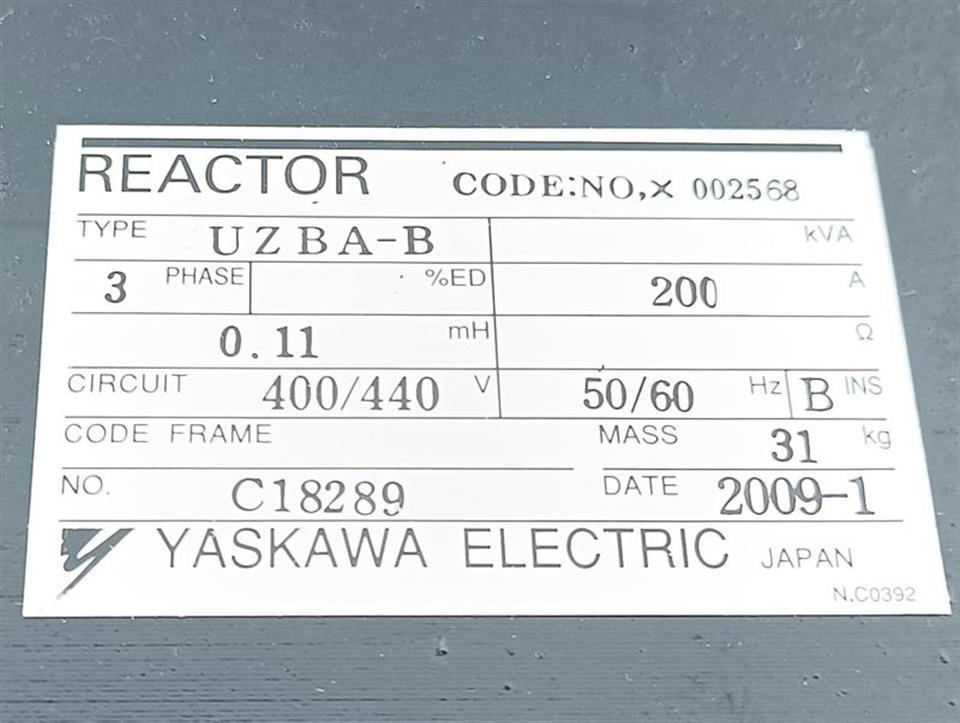 REACTOR CODE:NO,X 002568
TYPE UZBA-B kVA
3 PHASE %ED 200 A
0.11 mH Ω
CIRCUIT 400/440 V 50/60 Hz B INS
CODE FRAME MASS 31 kg
NO. C18289 DATE 2009-1
YASKAWA ELECTRIC JAPAN
N.C0392